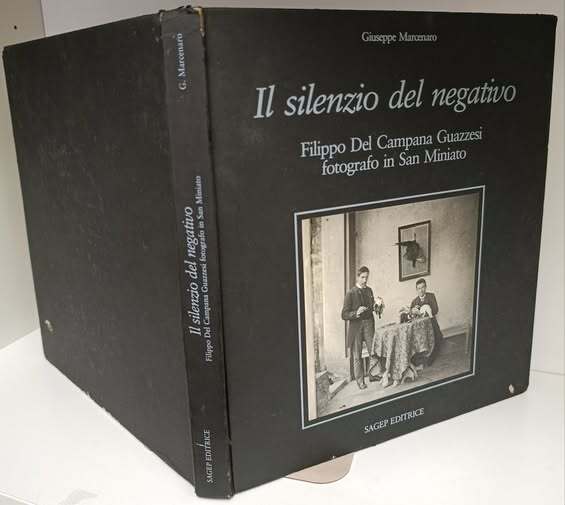 Giuseppe Marcenaro
Il silenzio del negativo
Filippo Del Campana Guazzesi
fotografo in San Miniato
SAGEP EDITRICE
G. Marcenaro
Il silenzio del negativo
Filippo Del Campana Guazzesi fotografo in San Miniato
SAGEP EDITRICE